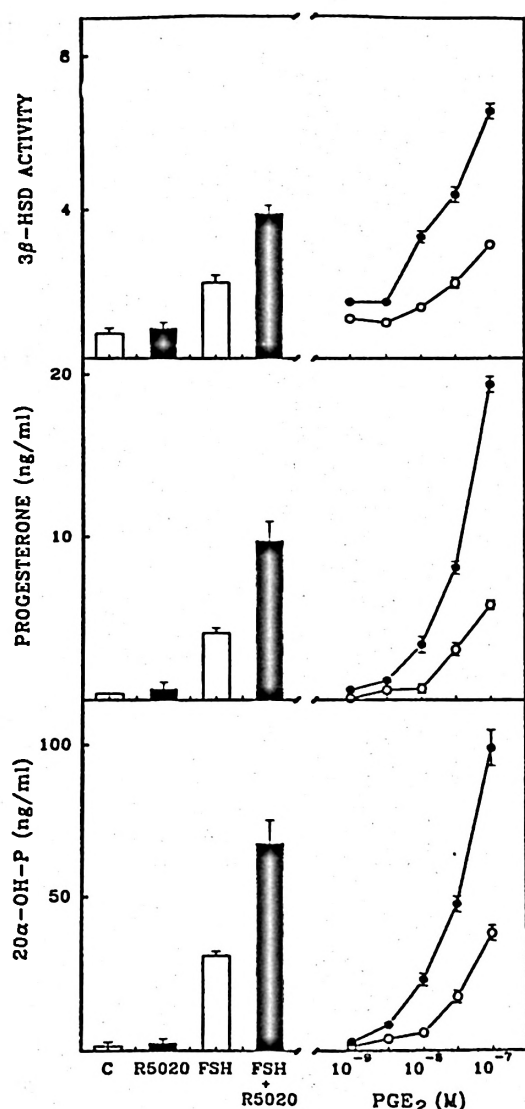 3β-HSD ACTIVITY
8
4
PROGESTERONE (ng/ml)
20
10
20α-OH-P (ng/ml)
100
50
C R5020 FSH FSH
+
R5020
10⁻⁹ 10⁻⁸ 10⁻⁷
PGE₂ (M)